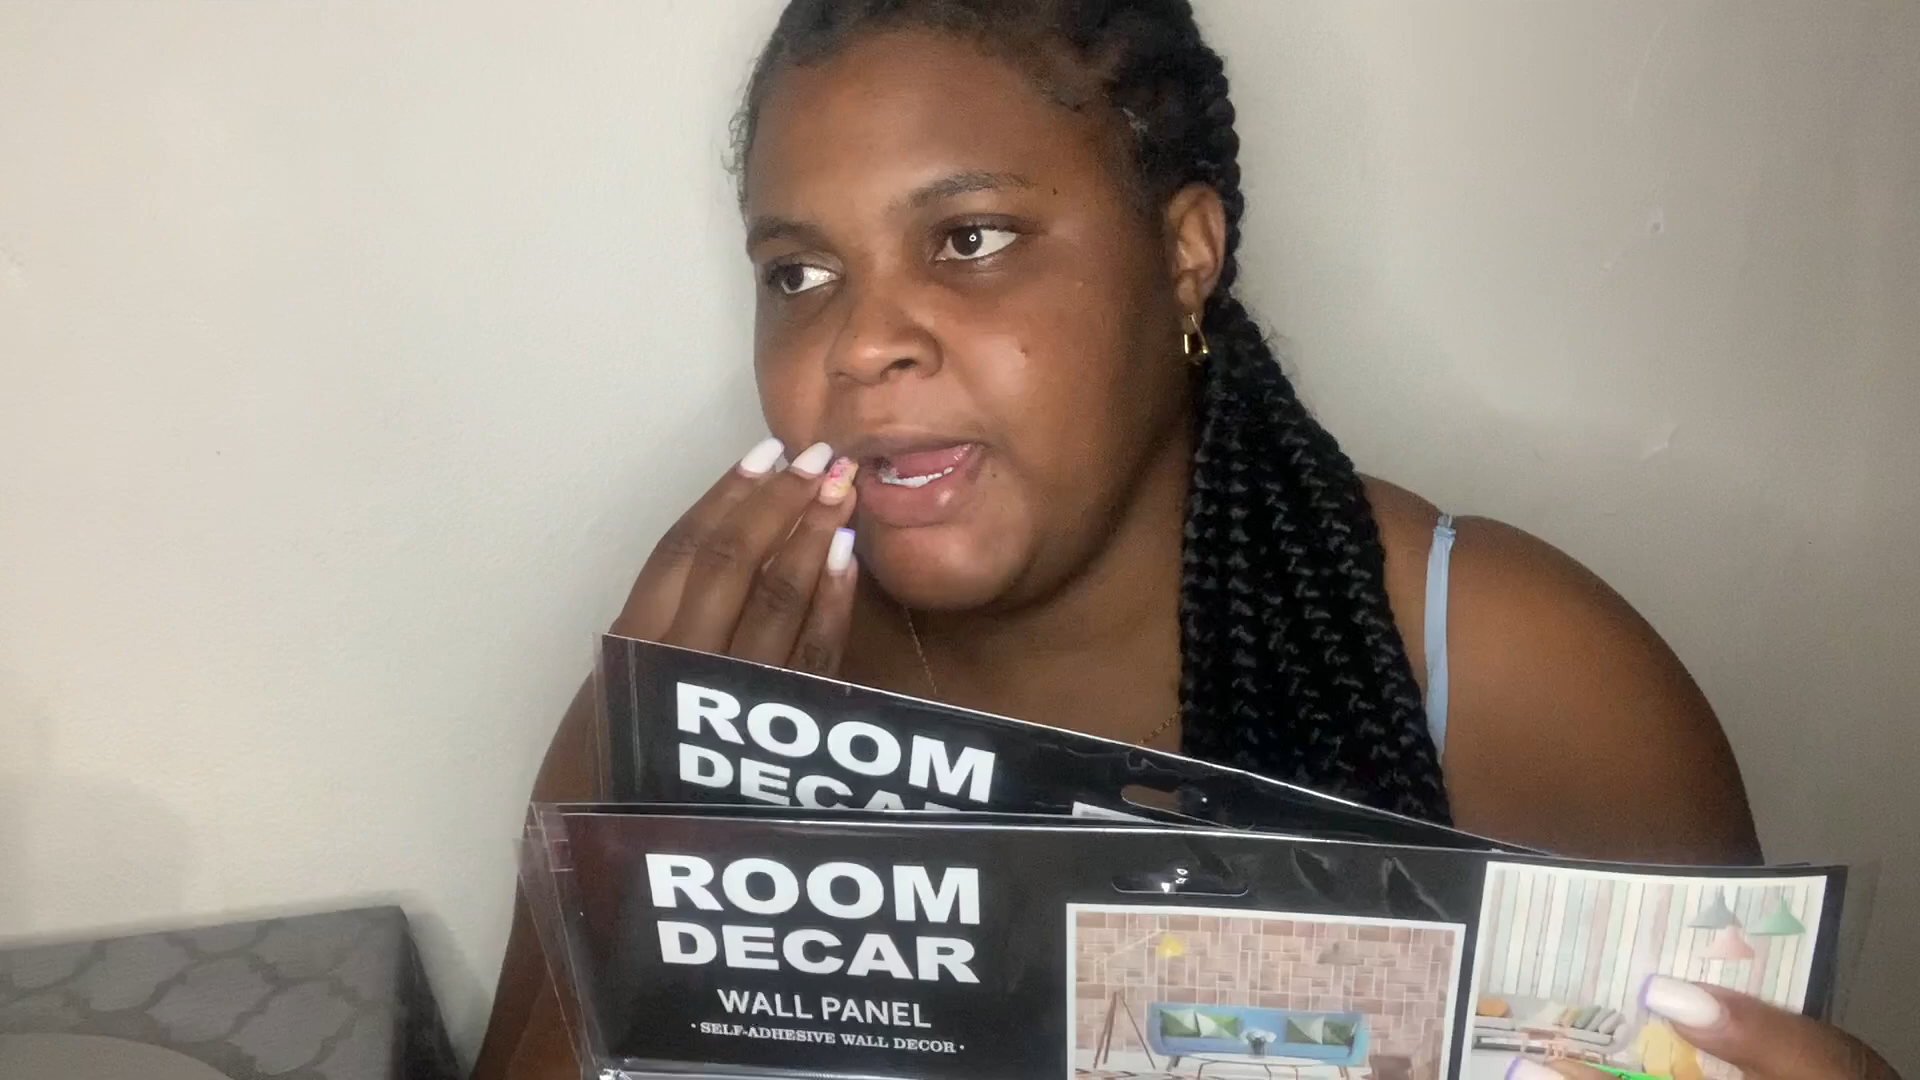 ROOM
DECAR
ROOM
DECAR
WALL PANEL
· SELF-ADHESIVE WALL DECOR ·